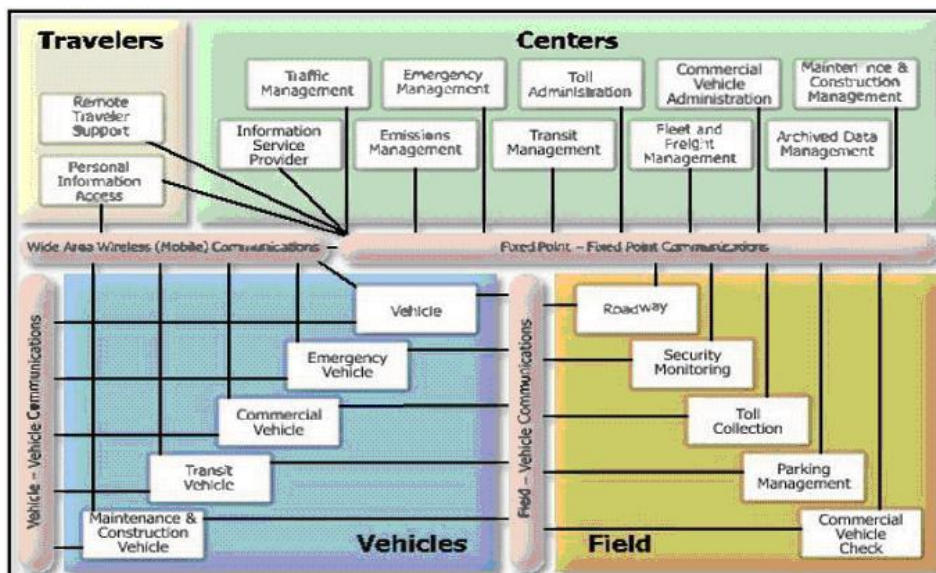 Travelers
Centers
Traffic
Management
Emergency
Management
Toll
Administration
Commercial
Vehicle
Administration
Maintenance &
Construction
Management
Remote
Traveler
Support
Information
Service
Provider
Emissions
Management
Transit
Management
Fleet and
Freight
Management
Archived Data
Management
Personal
Information
Access
Wide Area Wireless (Mobile) Communications
Fixed Point – Fixed Point Communications
Vehicle – Vehicle Communications
Vehicle
Emergency
Vehicle
Commercial
Vehicle
Transit
Vehicle
Maintenance &
Construction
Vehicle
Vehicles
Field – Vehicle Communications
Roadway
Security
Monitoring
Toll
Collection
Parking
Management
Commercial
Vehicle
Check
Field